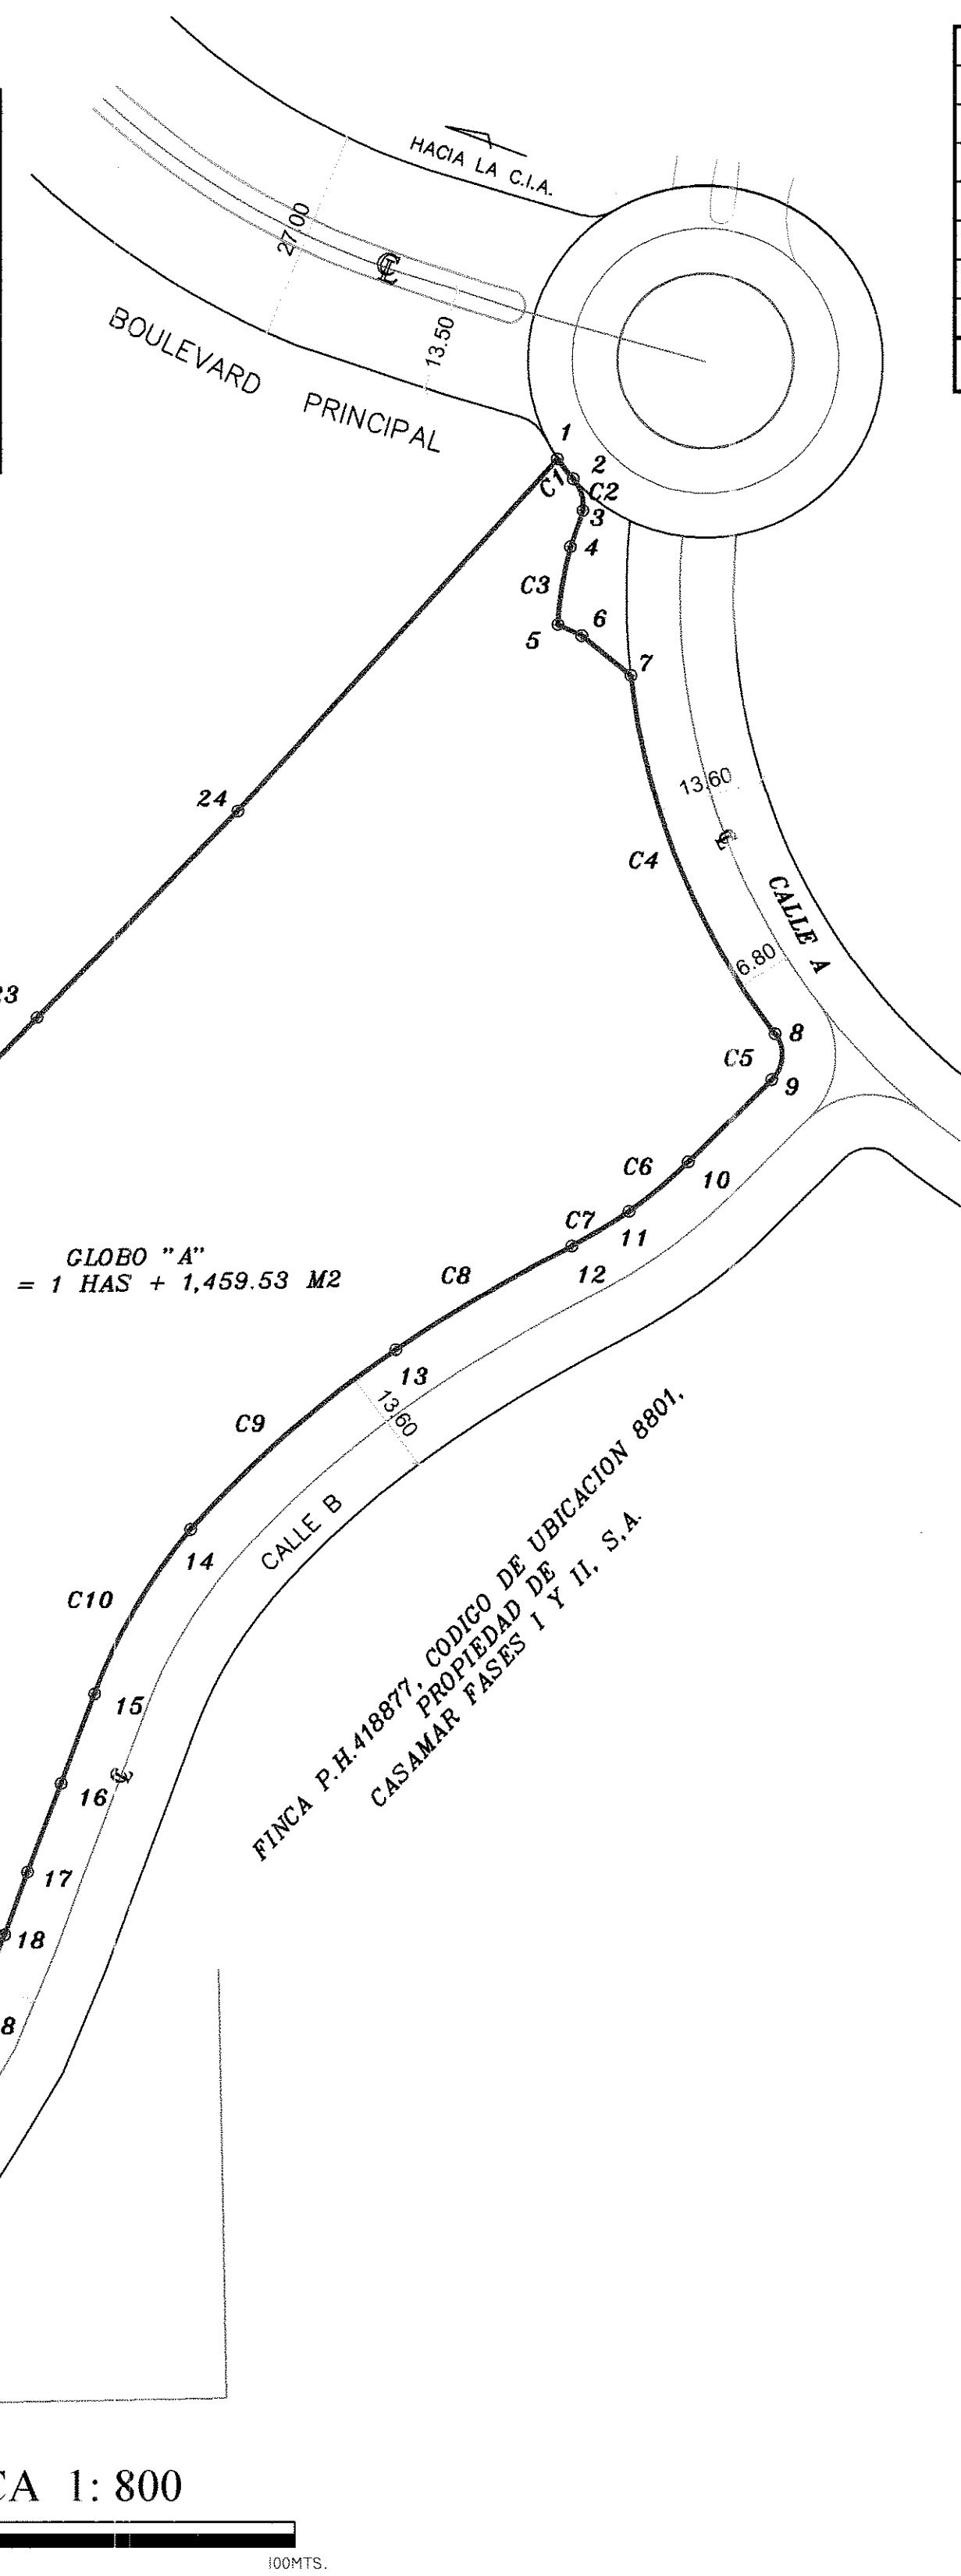 HACIA LA C.I.A.
27.00
C
L
13.50
BOULEVARD PRINCIPAL
1
2
C1
C2
3
4
C3
5
6
7
24
13.60
C4
CALLE A
6.80
23
8
C5
9
C6
10
C7
11
GLOBO "A"
= 1 HAS + 1,459.53 M2
C8
12
13
13.60
C9
CALLE B
14
FINCA P.H.418877, CODIGO DE UBICACION 8801,
PROPIEDAD DE
CASAMAR FASES I Y II, S.A.
C10
15
16
17
18
8
CA 1: 800
100MTS.